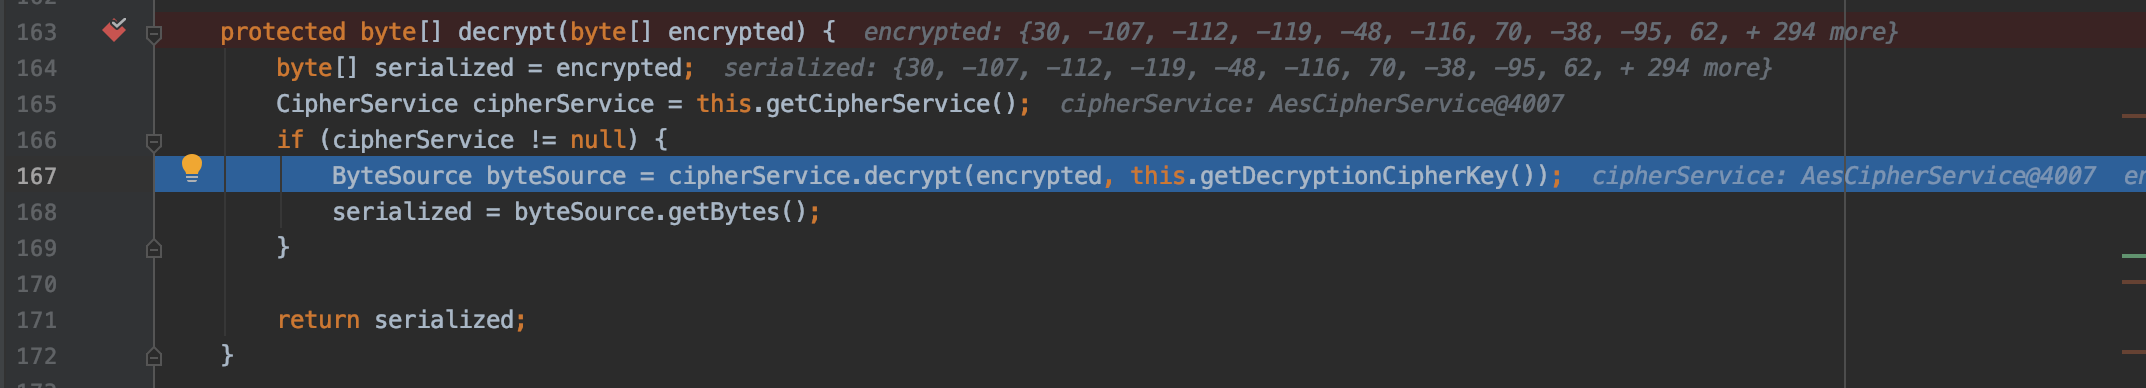 163 protected byte[] decrypt(byte[] encrypted) { encrypted: {30, -107, -112, -119, -48, -116, 70, -38, -95, 62, + 294 more}
164 byte[] serialized = encrypted; serialized: {30, -107, -112, -119, -48, -116, 70, -38, -95, 62, + 294 more}
165 CipherService cipherService = this.getCipherService(); cipherService: AesCipherService@4007
166 if (cipherService != null) {
167 ByteSource byteSource = cipherService.decrypt(encrypted, this.getDecryptionCipherKey()); cipherService: AesCipherService@4007
168 serialized = byteSource.getBytes();
169 }
170
171 return serialized;
172 }